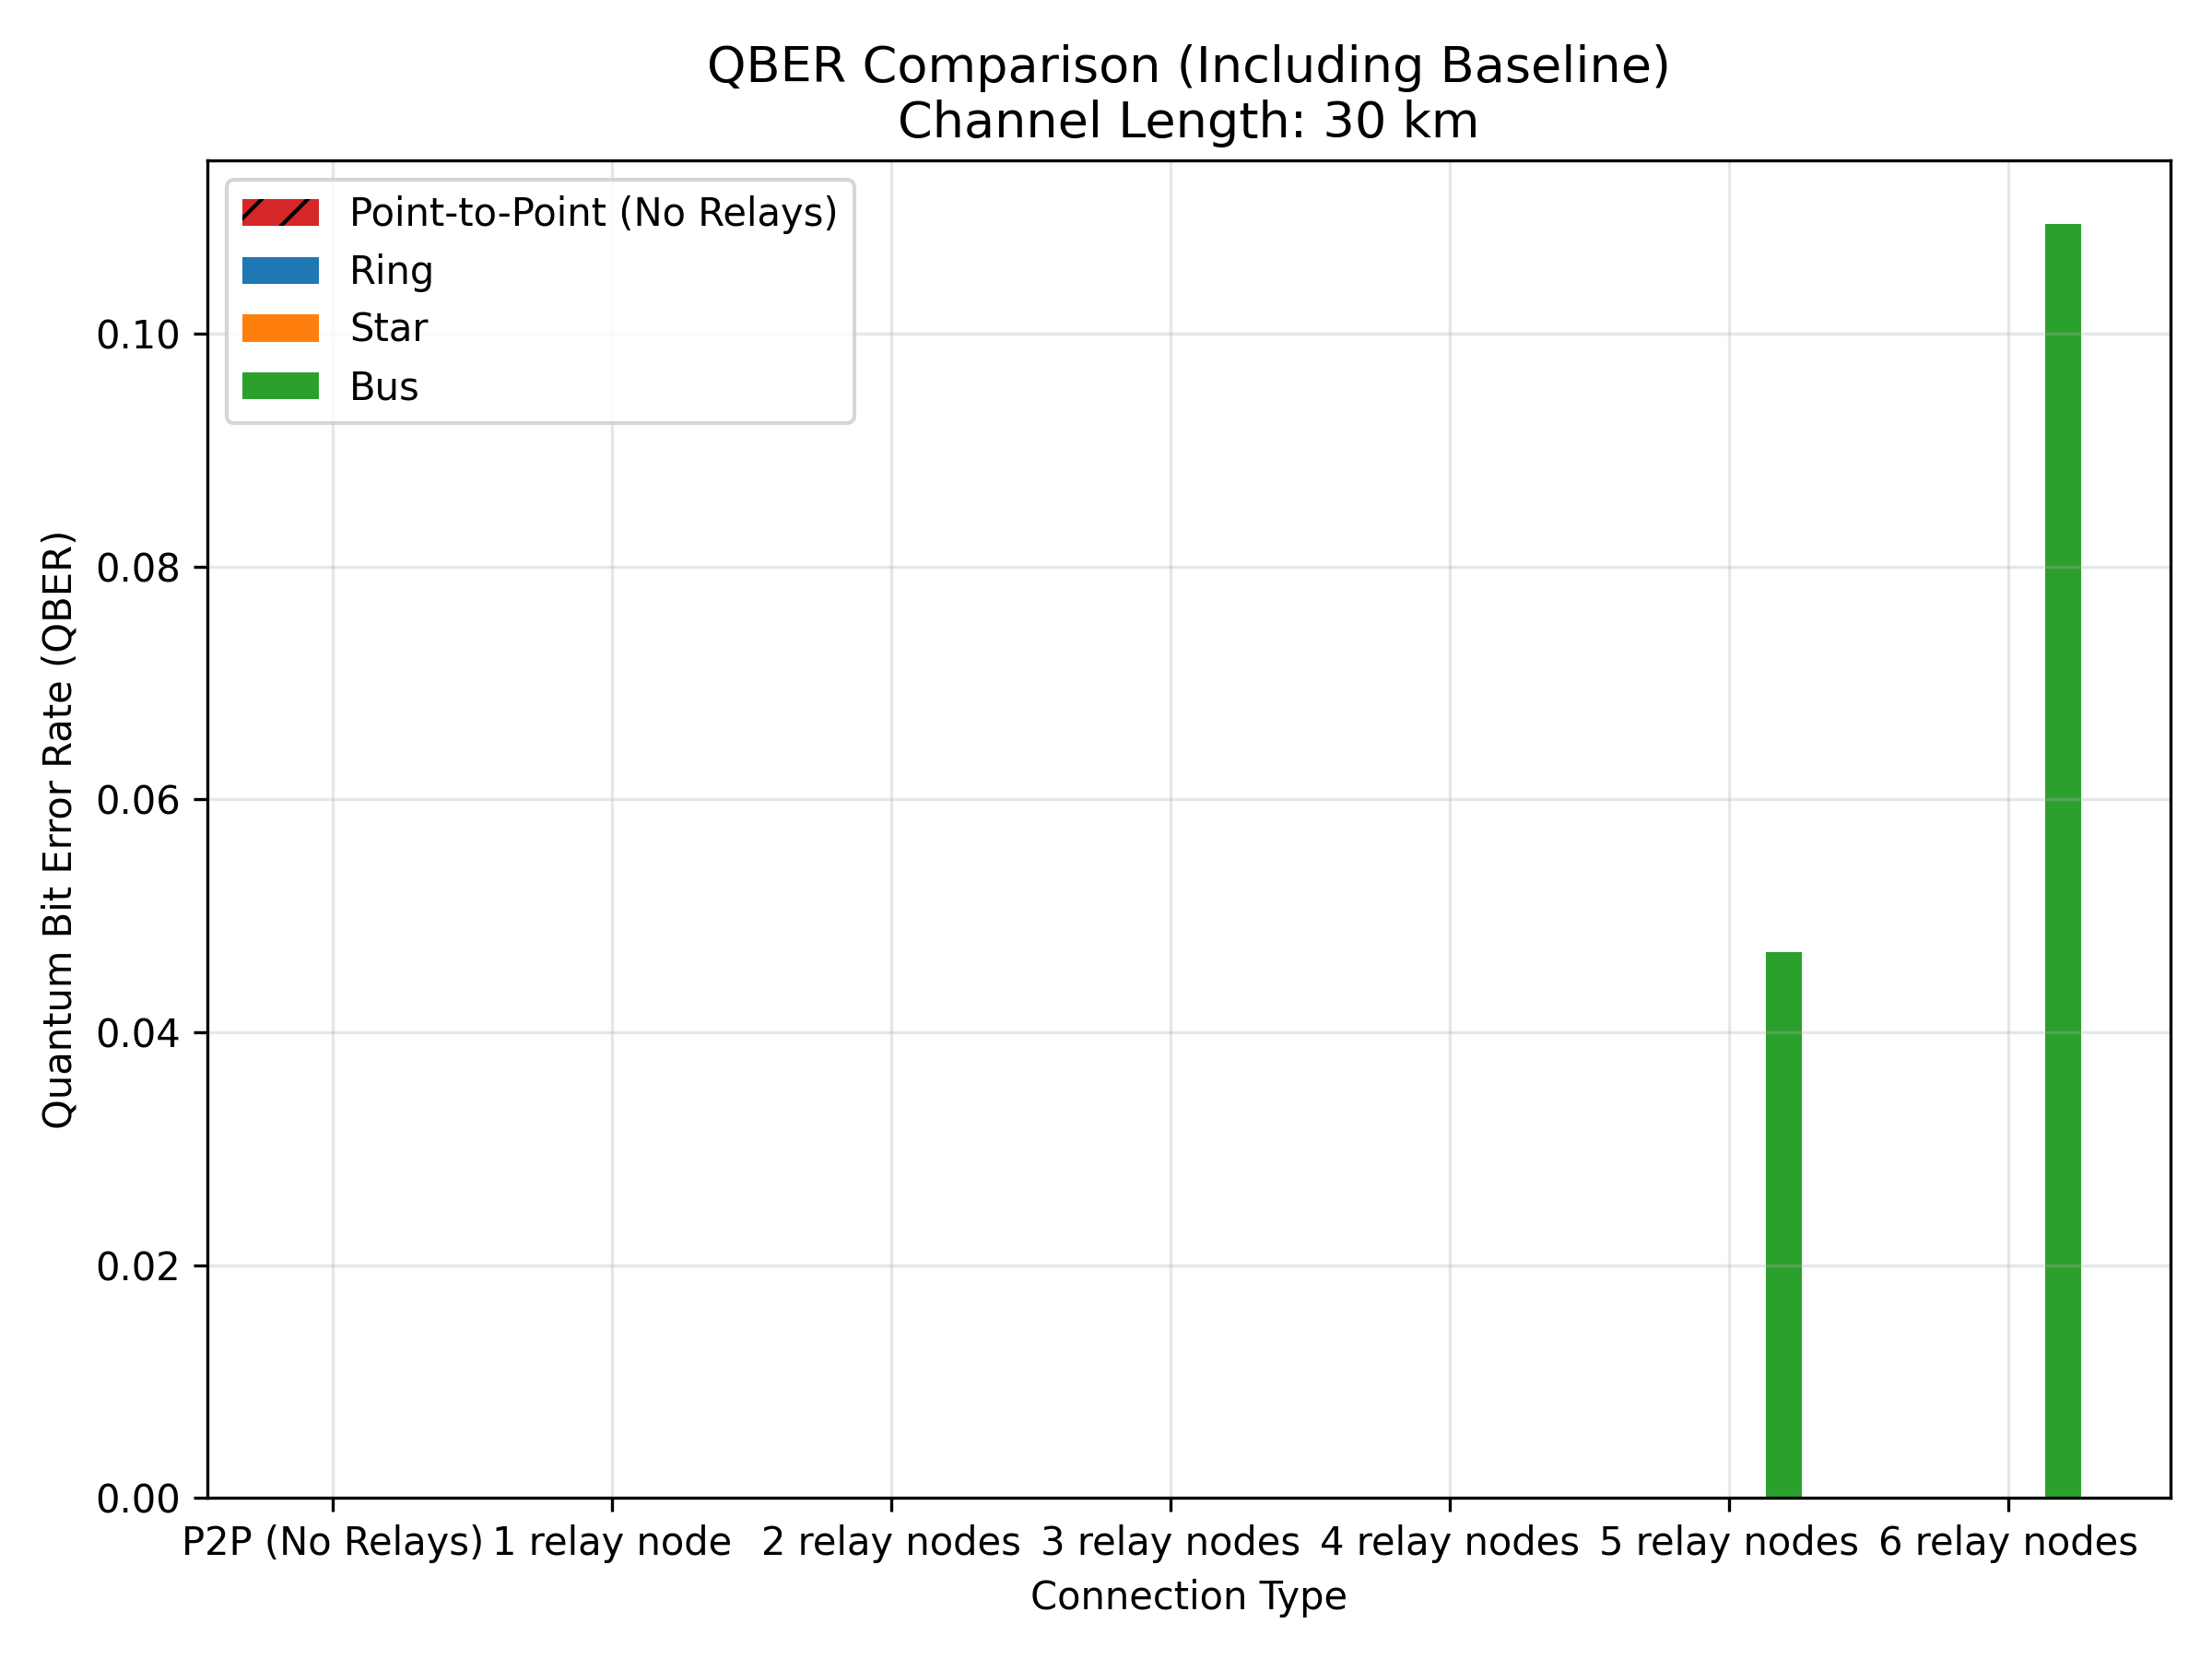 QBER Comparison (Including Baseline)
Channel Length: 30 km
Point-to-Point (No Relays)
Ring
Star
Bus
Quantum Bit Error Rate (QBER)
0.10
0.08
0.06
0.04
0.02
0.00
P2P (No Relays) 1 relay node 2 relay nodes 3 relay nodes 4 relay nodes 5 relay nodes 6 relay nodes
Connection Type